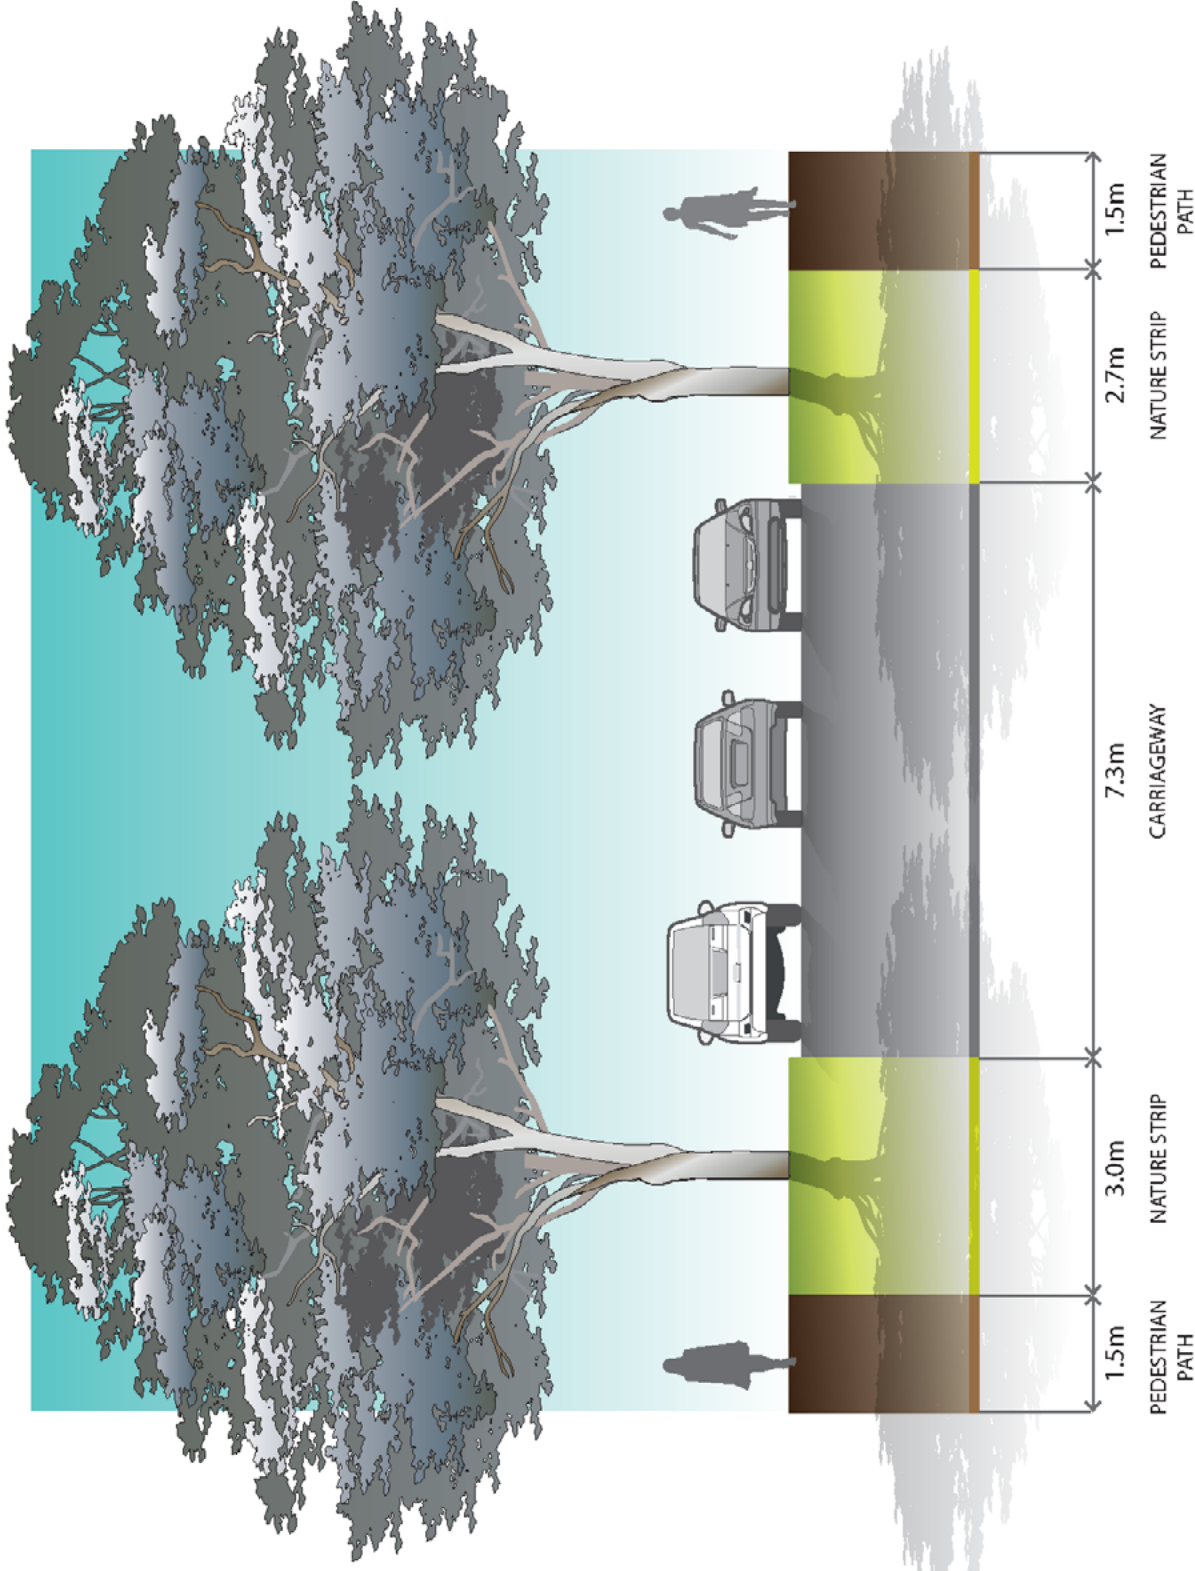 1.5m
PEDESTRIAN
PATH
3.0m
NATURE STRIP
7.3m
CARRIAGEWAY
2.7m
NATURE STRIP
1.5m
PEDESTRIAN
PATH